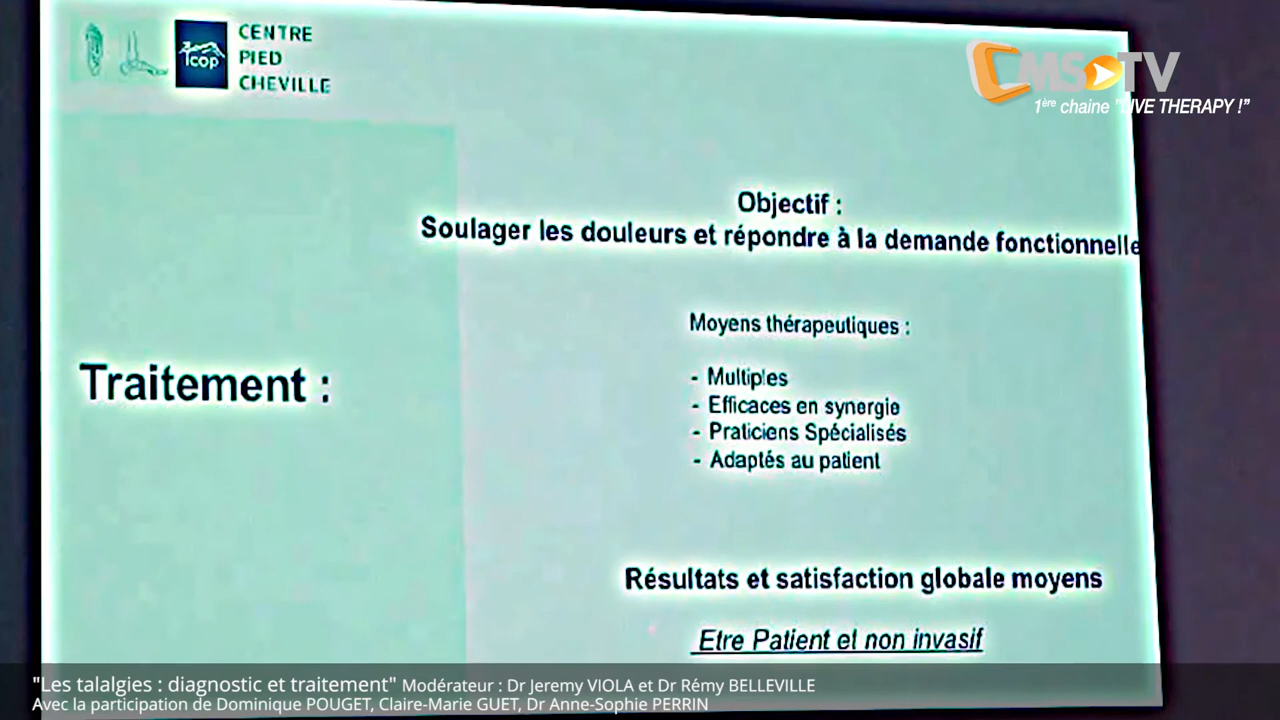 CENTRE
PIED
CHEVILLE
icop
CMS TV
1ère chaine "LIVE THERAPY !"
Objectif :
Soulager les douleurs et répondre à la demande fonctionnelle
Moyens thérapeutiques :
Traitement :
- Multiples
- Efficaces en synergie
- Praticiens Spécialisés
- Adaptés au patient
Résultats et satisfaction globale moyens
Etre Patient et non invasif
"Les talalgies : diagnostic et traitement" Modérateur : Dr Jeremy VIOLA et Dr Rémy BELLEVILLE
Avec la participation de Dominique POUGET, Claire-Marie GUET, Dr Anne-Sophie PERRIN